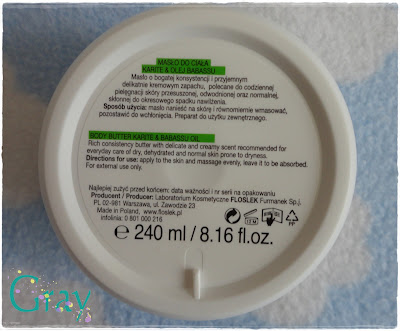 MASŁO DO CIAŁA
KARITE & OLEJ BABASSU
Masło o bogatej konsystencji i przyjemnym
delikatnie kremowym zapachu, polecane do codziennej
pielęgnacji skóry przesuszonej, odwodnionej oraz normalnej,
skłonnej do okresowego spadku nawilżenia.
Sposób użycia: masło nanieść na skórę i równomiernie wmasować,
pozostawić do wchłonięcia. Preparat do użytku zewnętrznego.
BODY BUTTER KARITE & BABASSU OIL
Rich consistency butter with delicate and creamy scent recommended for
everyday care of dry, dehydrated and normal skin prone to dryness.
Directions for use: apply to the skin and massage evenly, leave it to be absorbed.
For external use only.
Najlepiej zużyć przed końcem: data ważności i nr serii na opakowaniu
Producent / Producer: Laboratorium Kosmetyczne FLOSLEK Furmanek Sp.j.
PL 02-981 Warszawa, ul. Zawodzie 23
Made in Poland, www.floslek.pl
infolinia: 0 801 000 216
12 M
PP
e 240 ml / 8.16 fl.oz.
Gray